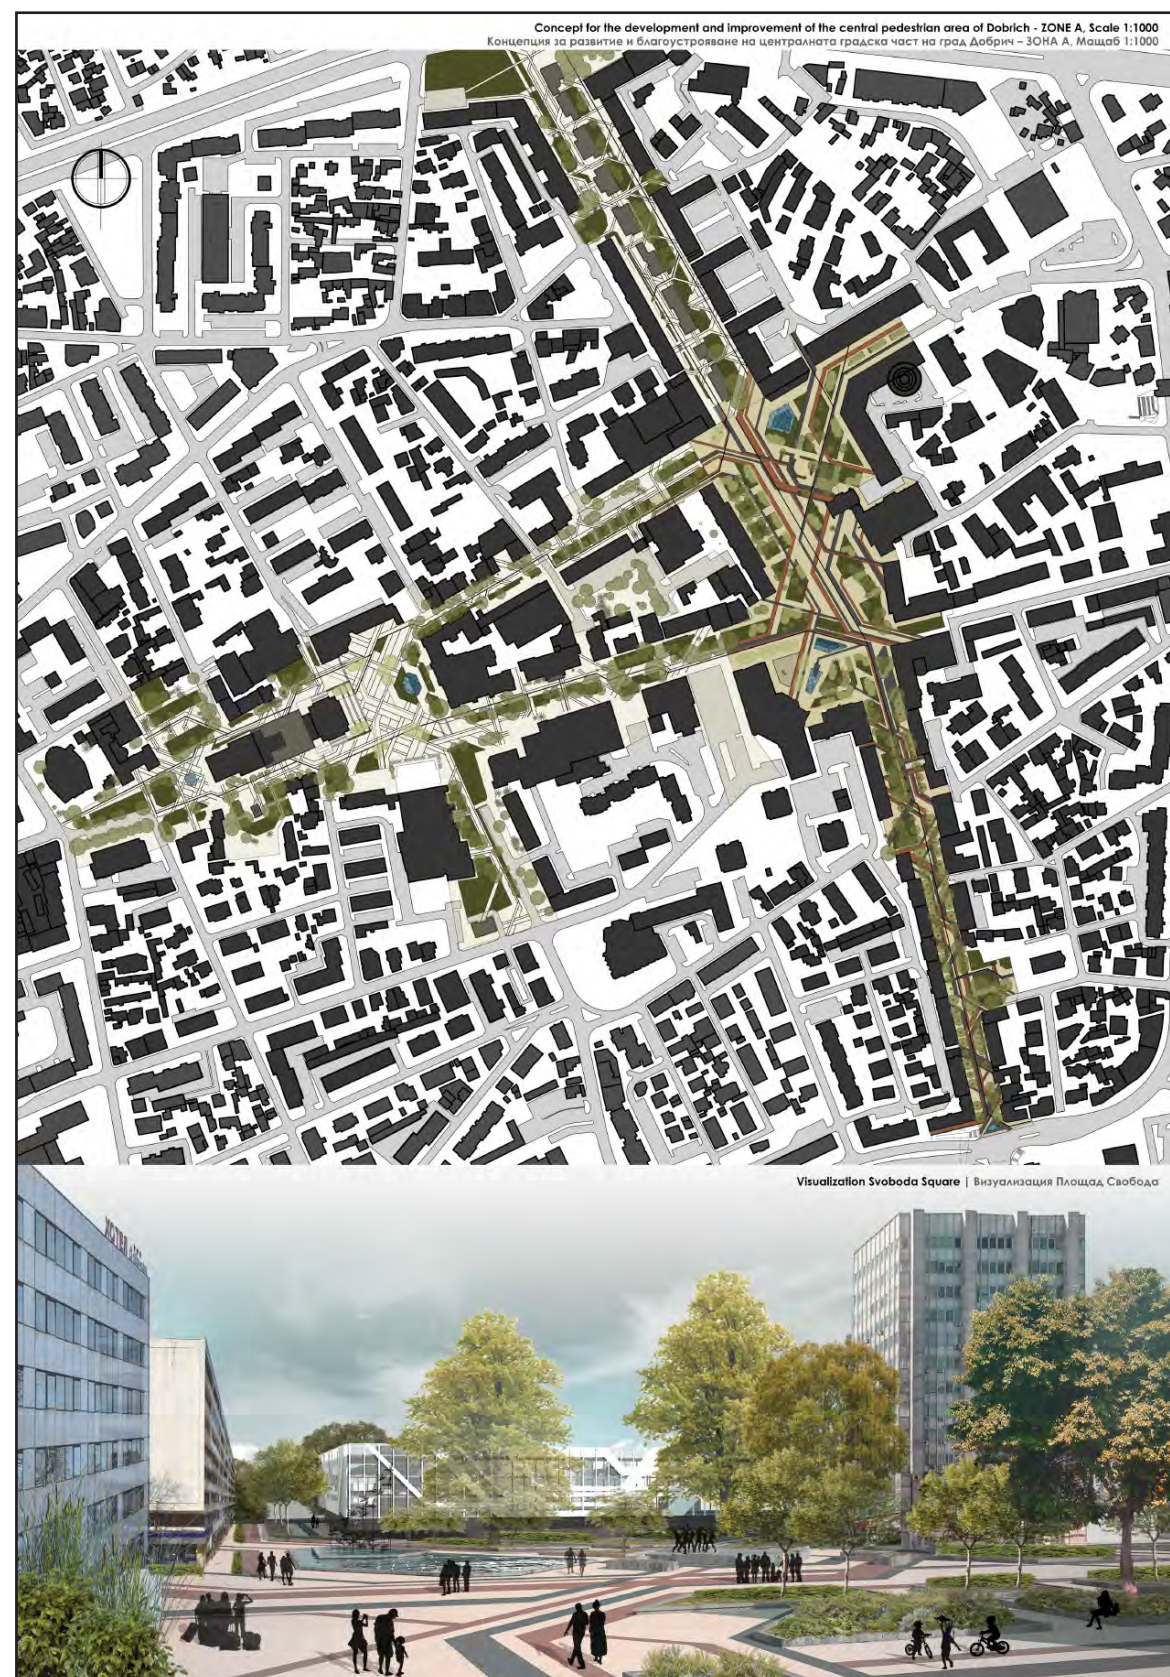 Concept for the development and improvement of the central pedestrian area of Dobrich - ZONE A, Scale 1:1000
Концепция за развитие и благоустрояване на централната градска част на град Добрич – ЗОНА А, Мащаб 1:1000
Visualization Svoboda Square | Визуализация Площад Свобода